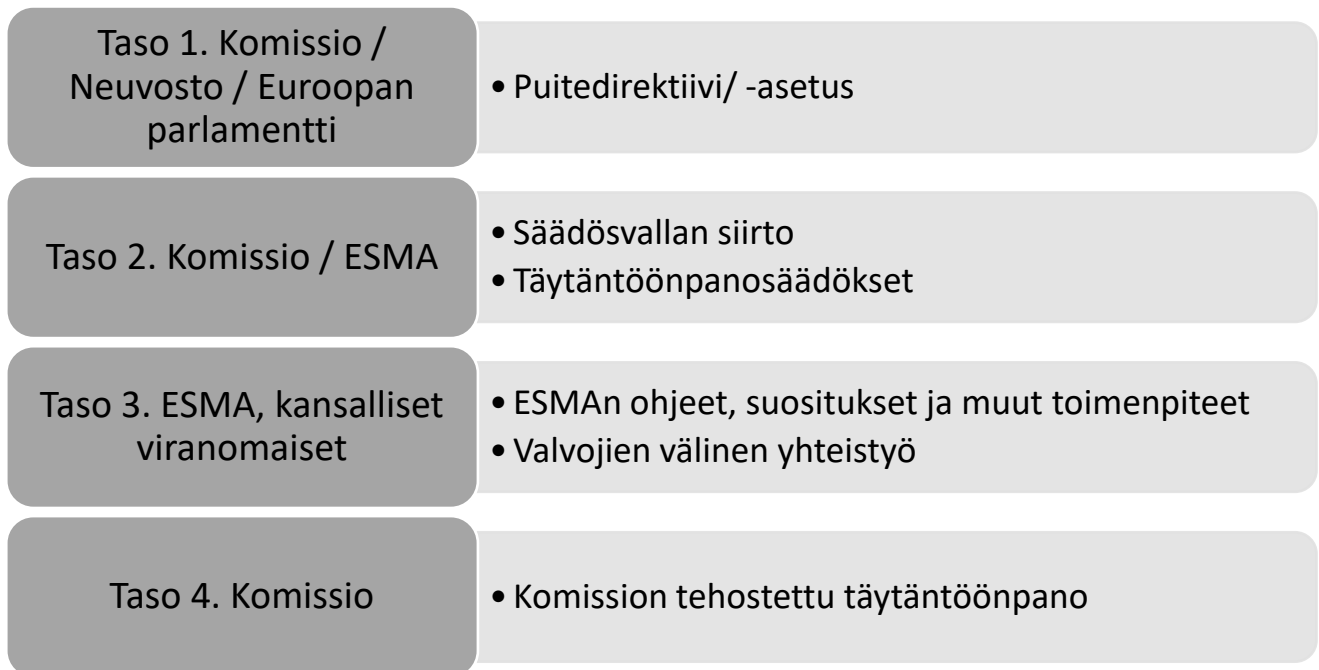 Taso 1. Komissio /
Neuvosto / Euroopan
parlamentti
• Puitedirektiivi/ -asetus
Taso 2. Komissio / ESMA
• Säädösvallan siirto
• Täytäntöönpanosäädökset
Taso 3. ESMA, kansalliset
viranomaiset
• ESMAn ohjeet, suositukset ja muut toimenpiteet
• Valvojien välinen yhteistyö
Taso 4. Komissio
• Komission tehostettu täytäntöönpano